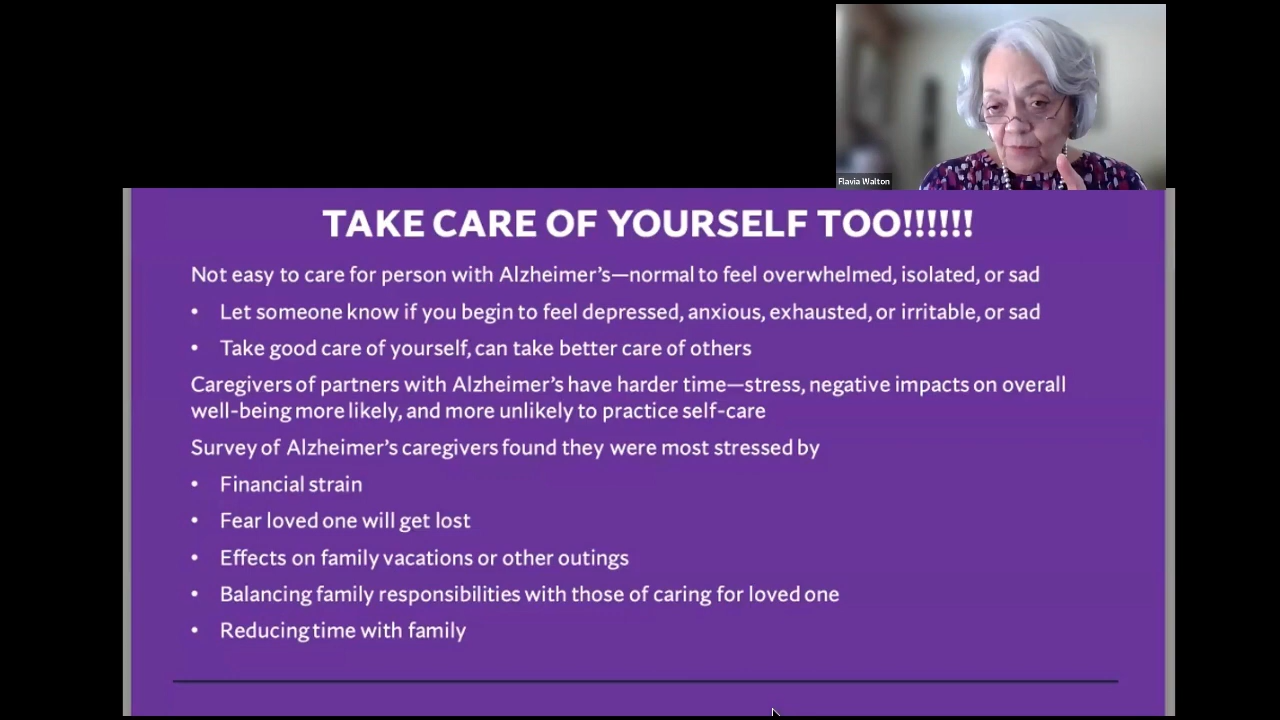 Flavia Walton
TAKE CARE OF YOURSELF TOO!!!!!!
Not easy to care for person with Alzheimer's—normal to feel overwhelmed, isolated, or sad
• Let someone know if you begin to feel depressed, anxious, exhausted, or irritable, or sad
• Take good care of yourself, can take better care of others
Caregivers of partners with Alzheimer's have harder time—stress, negative impacts on overall
well-being more likely, and more unlikely to practice self-care
Survey of Alzheimer's caregivers found they were most stressed by
• Financial strain
• Fear loved one will get lost
• Effects on family vacations or other outings
• Balancing family responsibilities with those of caring for loved one
• Reducing time with family